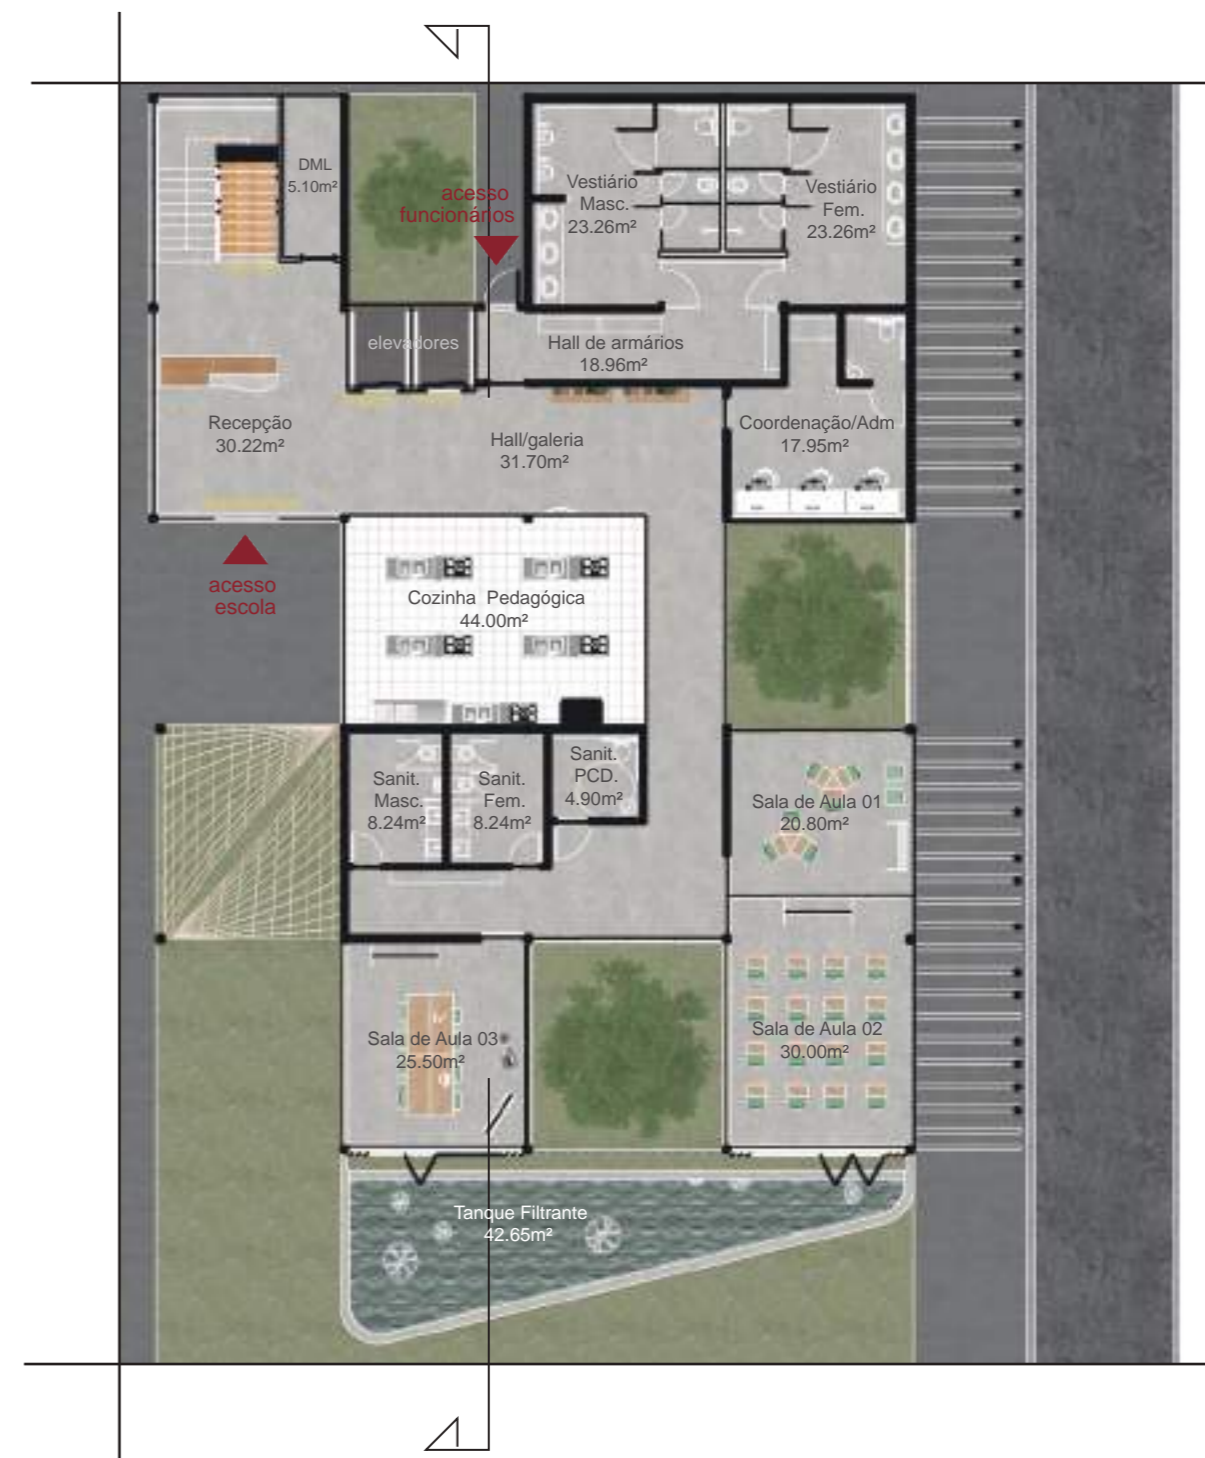 DML
5.10m²
acesso
funcionários
Vestiário
Masc.
23.26m²
Vestiário
Fem.
23.26m²
elevadores
Hall de armários
18.96m²
Recepção
30.22m²
Hall/galeria
31.70m²
Coordenação/Adm
17.95m²
acesso
escola
Cozinha Pedagógica
44.00m²
Sanit.
Masc.
8.24m²
Sanit.
Fem.
8.24m²
Sanit.
PCD.
4.90m²
Sala de Aula 01
20.80m²
Sala de Aula 03
25.50m²
Sala de Aula 02
30.00m²
Tanque Filtrante
42.65m²